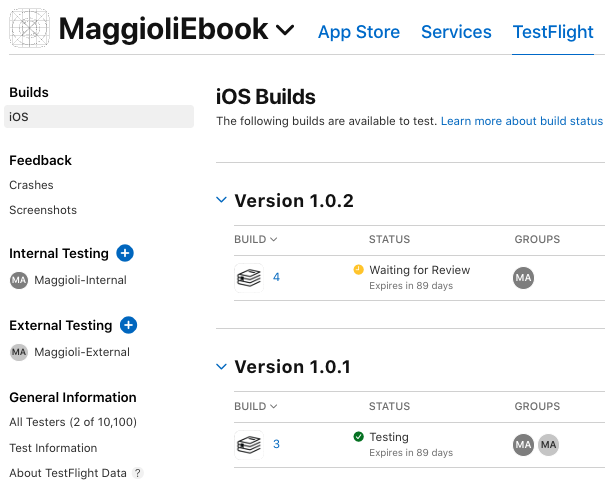 MaggioliEbook
App Store Services TestFlight
Builds
iOS
Feedback
Crashes
Screenshots
Internal Testing
MA Maggioli-Internal
External Testing
MA Maggioli-External
General Information
All Testers (2 of 10,100)
Test Information
About TestFlight Data ?
iOS Builds
The following builds are available to test. Learn more about build status
Version 1.0.2
BUILD STATUS GROUPS
4 Waiting for Review MA
Expires in 89 days
Version 1.0.1
BUILD STATUS GROUPS
3 Testing MA MA
Expires in 89 days